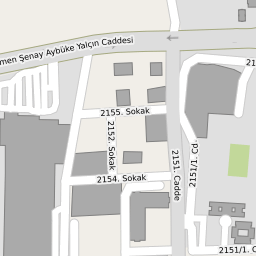 men Şenay Aybüke Yalçın Caddesi
2155. Sokak
2152. Sokak
2151. Cadde
2151/1. Cd.
2154. Sokak
2151/1. C